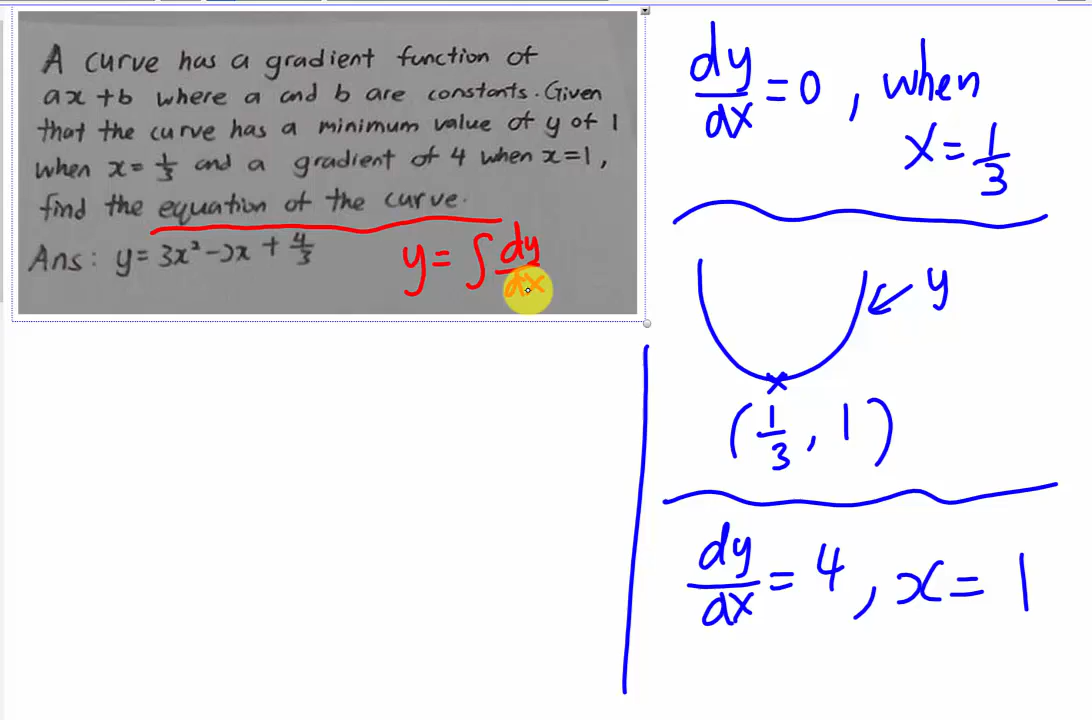 A curve has a gradient function of
ax + b where a and b are constants. Given
that the curve has a minimum value of y of 1
when x = 1/3 and a gradient of 4 when x = 1,
find the equation of the curve.
Ans: y = 3x² - 2x + 4/3
y = ∫ dy/dx
dy/dx = 0, when
x = 1/3
y
(1/3, 1)
dy/dx = 4, x = 1